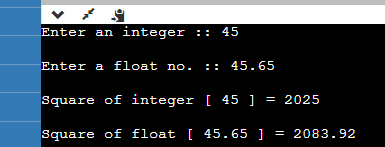 Enter an integer :: 45
Enter a float no. :: 45.65
Square of integer [ 45 ] = 2025
Square of float [ 45.65 ] = 2083.92